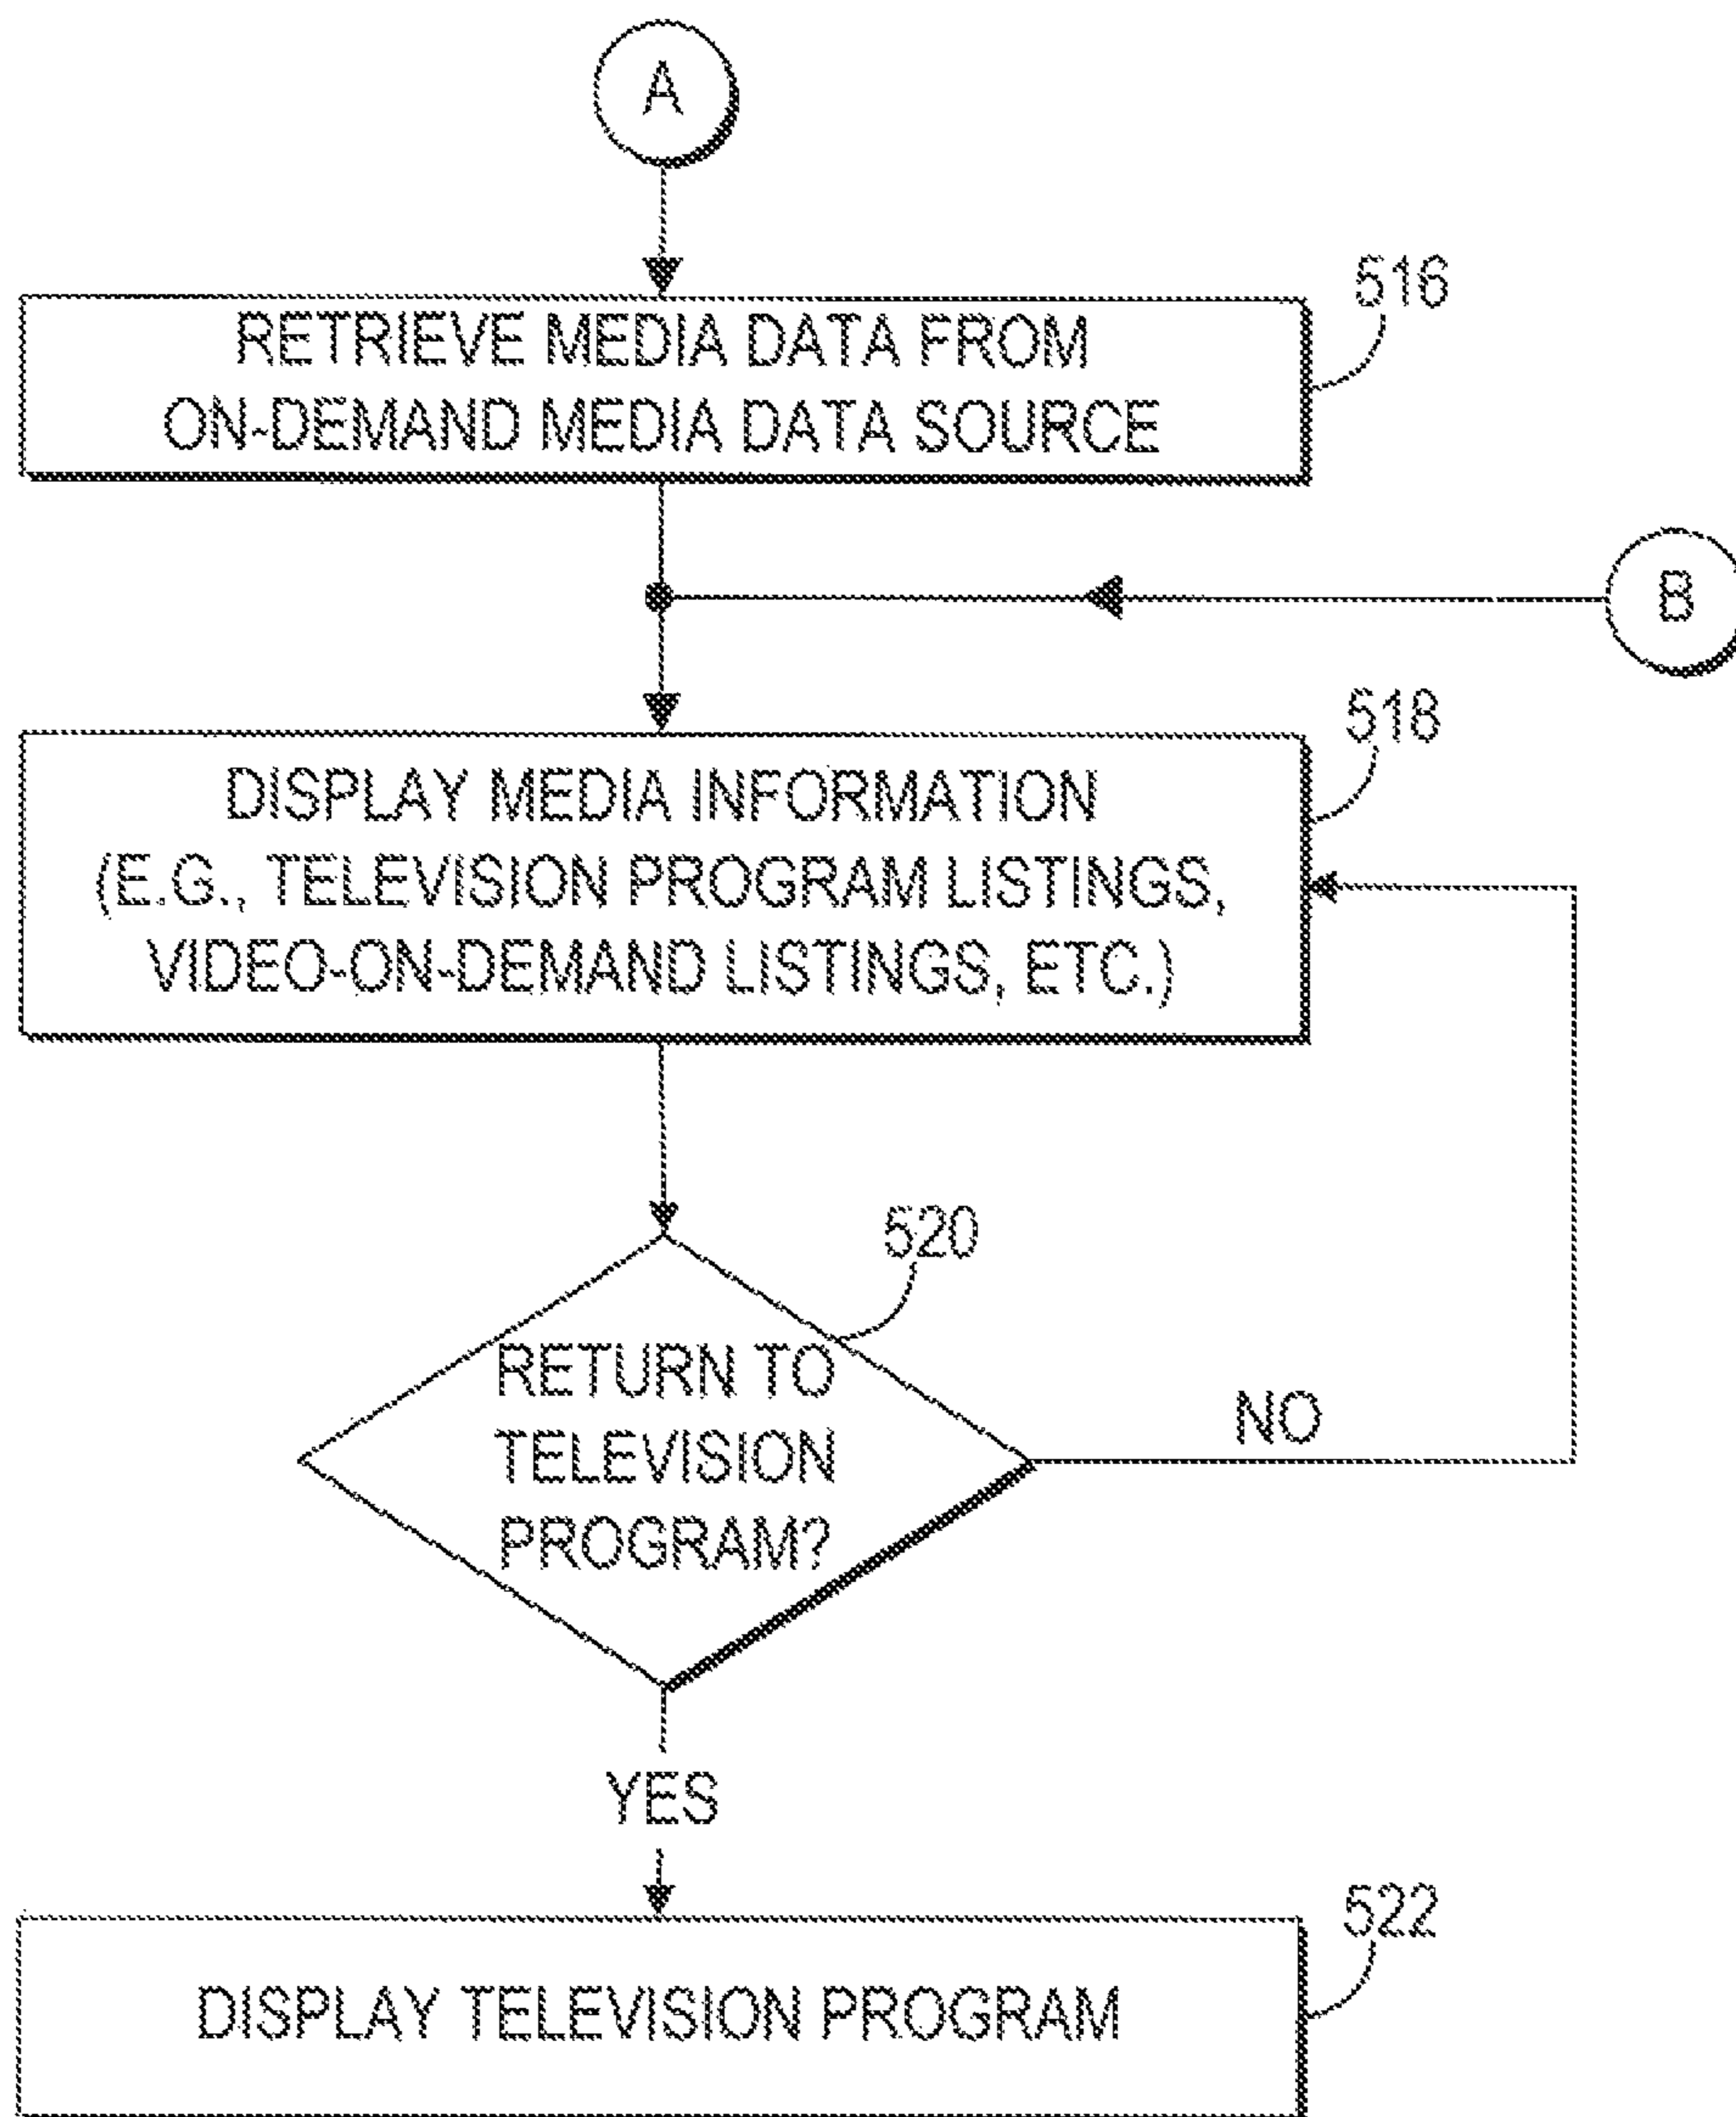 A
516
RETRIEVE MEDIA DATA FROM
ON-DEMAND MEDIA DATA SOURCE
B
518
DISPLAY MEDIA INFORMATION
(E.G., TELEVISION PROGRAM LISTINGS,
VIDEO-ON-DEMAND LISTINGS, ETC.)
520
RETURN TO
TELEVISION
PROGRAM?
NO
YES
522
DISPLAY TELEVISION PROGRAM